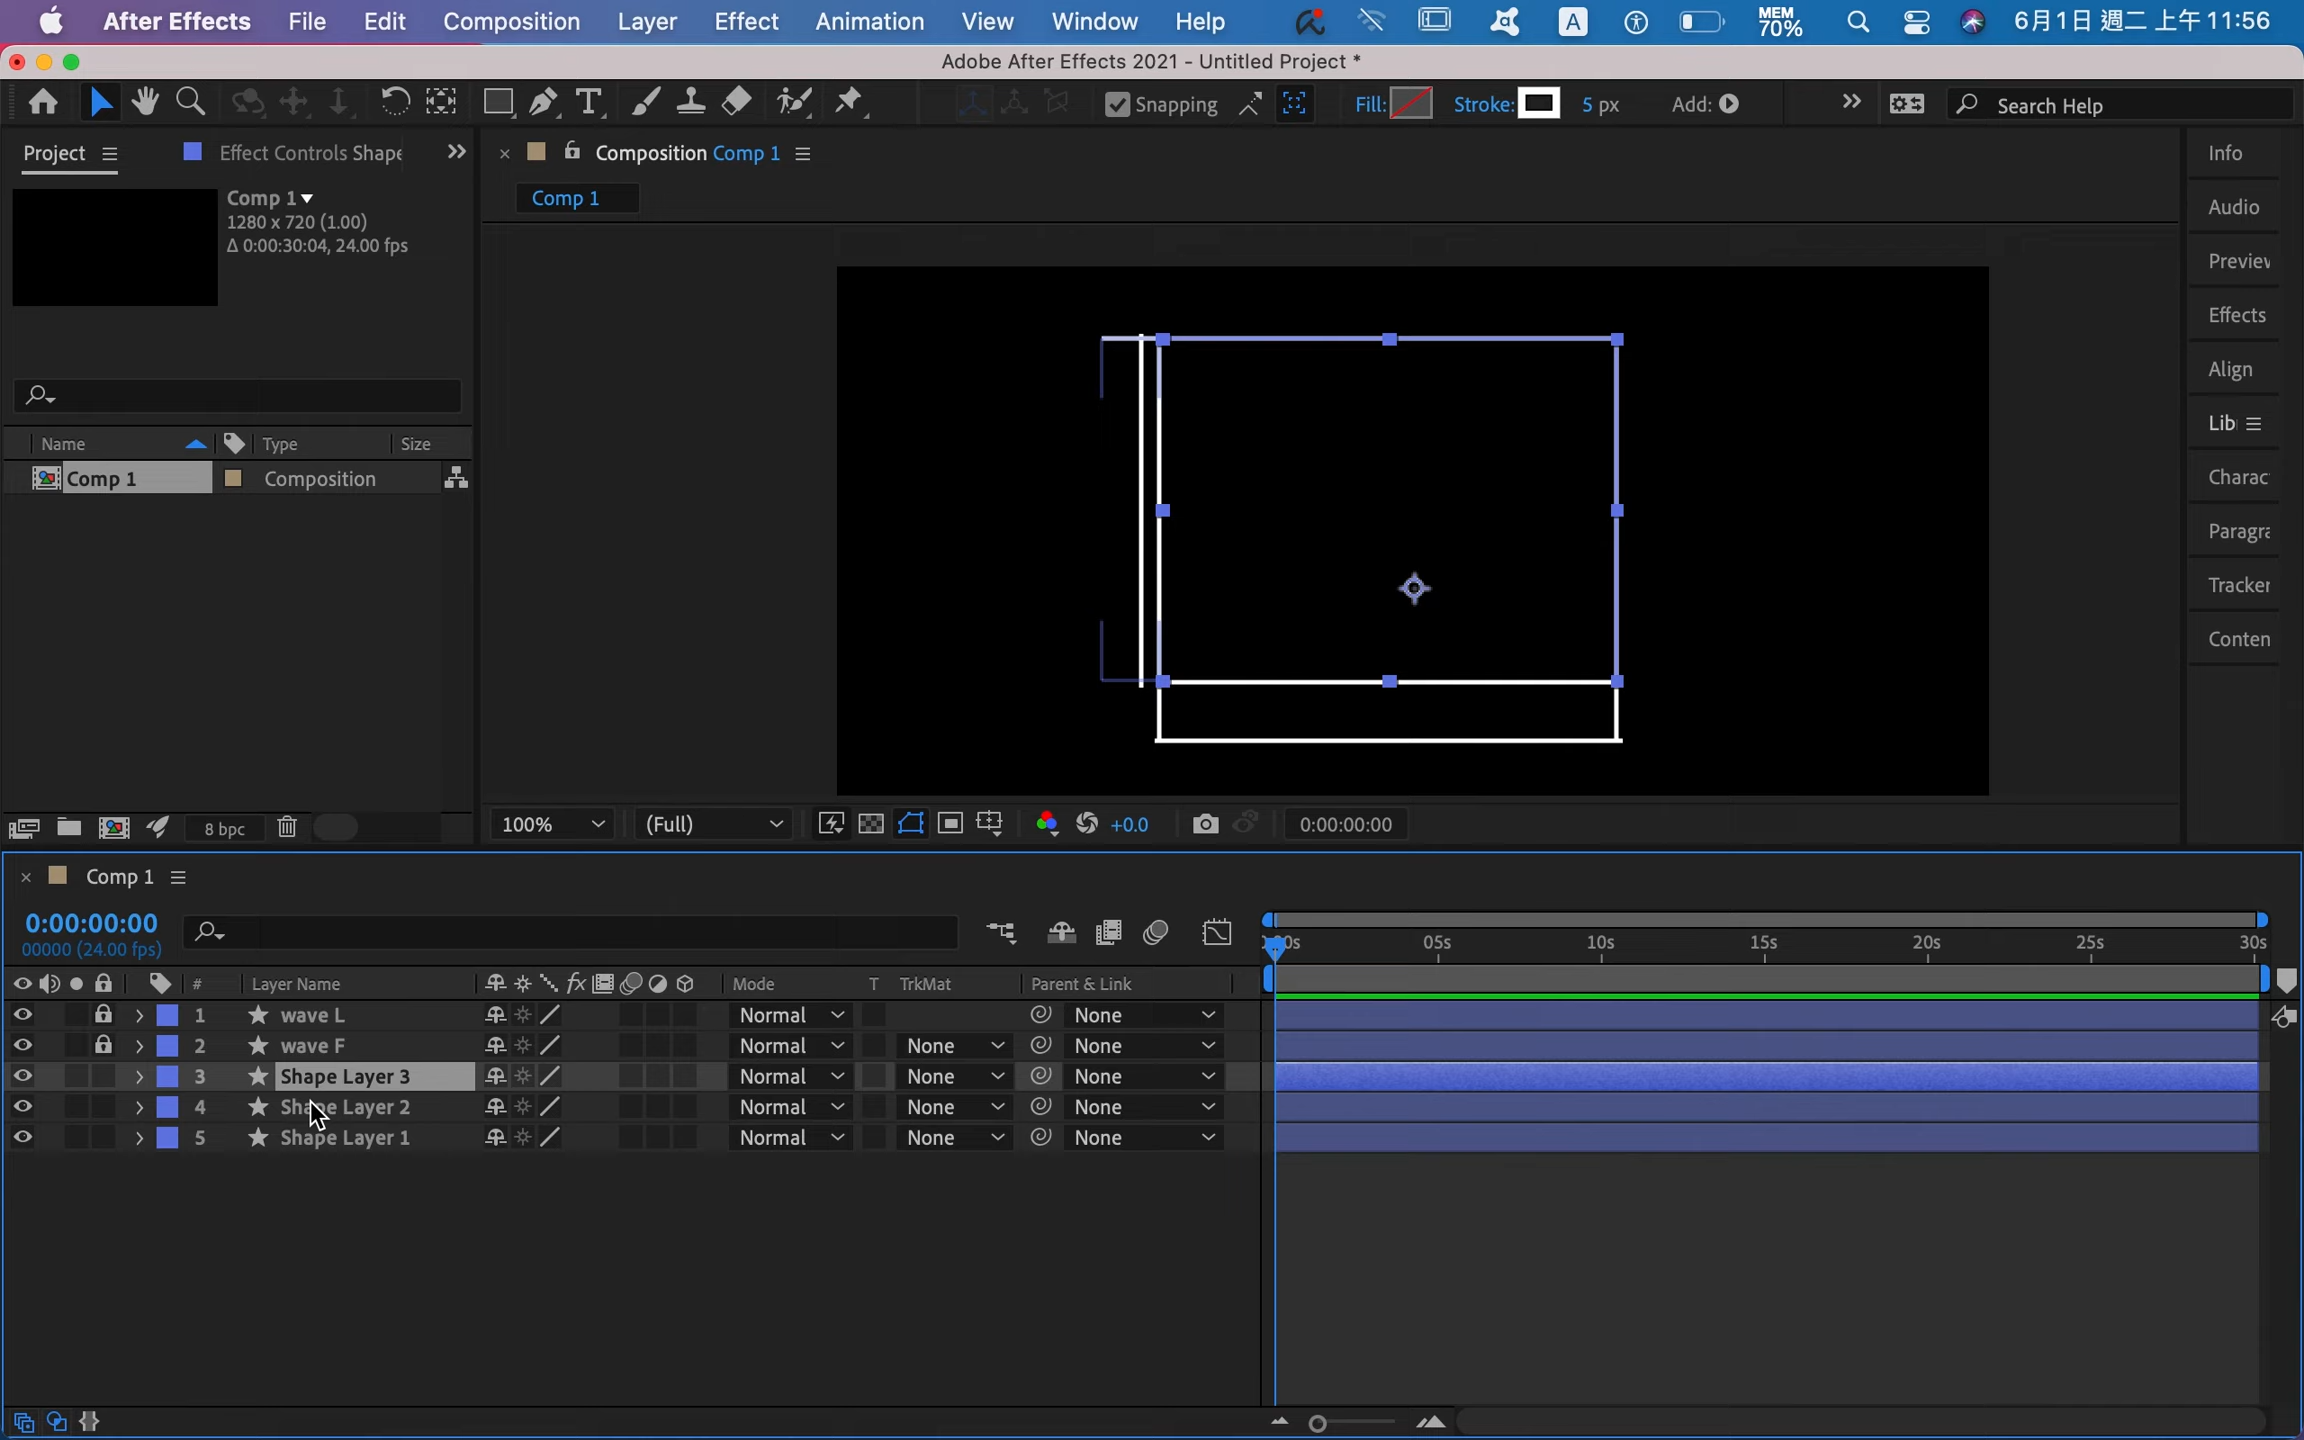 After Effects File Edit Composition Layer Effect Animation View Window Help A MEM 70% 6月1日 週二 上午 11:56
Adobe After Effects 2021 - Untitled Project *
Snapping Fill: Stroke: 5 px Add: Search Help
Project Effect Controls Shape
Composition Comp 1
Comp 1
Comp 1
1280 x 720 (1.00)
Δ 0:00:30:04, 24.00 fps
Name Type Size
Comp 1 Composition
Info
Audio
Preview
Effects
Align
Lib
Charac
Paragra
Tracker
Conten
8 bpc
100% (Full) +0.0 0:00:00:00
Comp 1
0:00:00:00
00000 (24.00 fps)
05s 10s 15s 20s 25s 30s
# Layer Name fx Mode T TrkMat Parent & Link
1 wave L Normal None
2 wave F Normal None None
3 Shape Layer 3 Normal None None
4 Shape Layer 2 Normal None None
5 Shape Layer 1 Normal None None